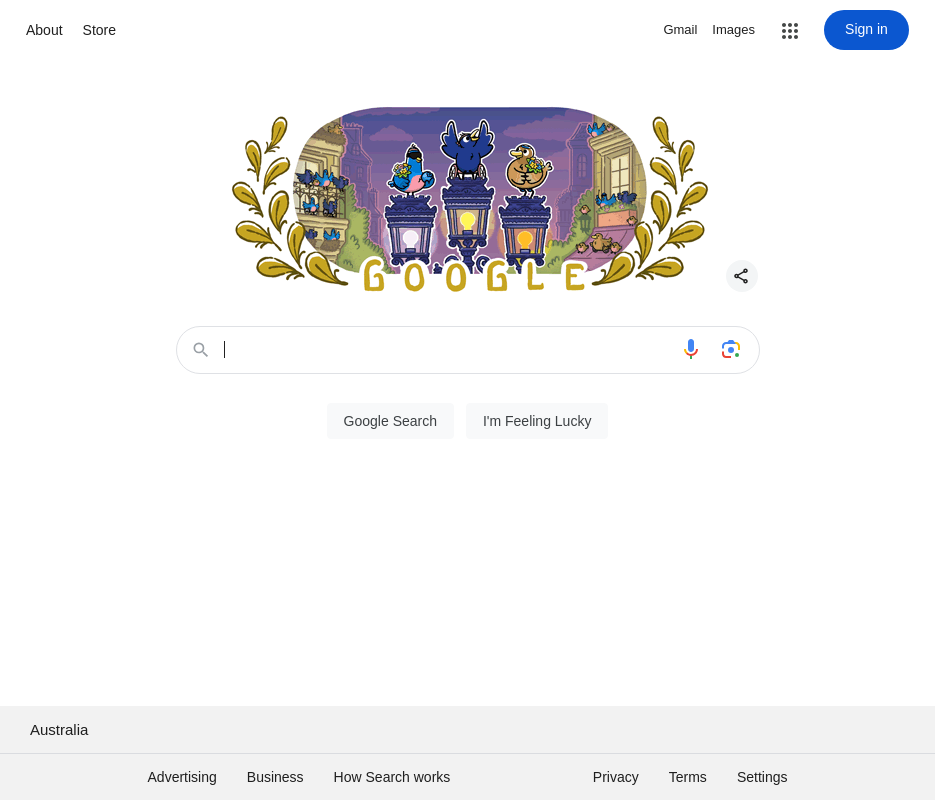 About Store Gmail Images Sign in
GOOGLE
Google Search I'm Feeling Lucky
Australia
Advertising Business How Search works Privacy Terms Settings